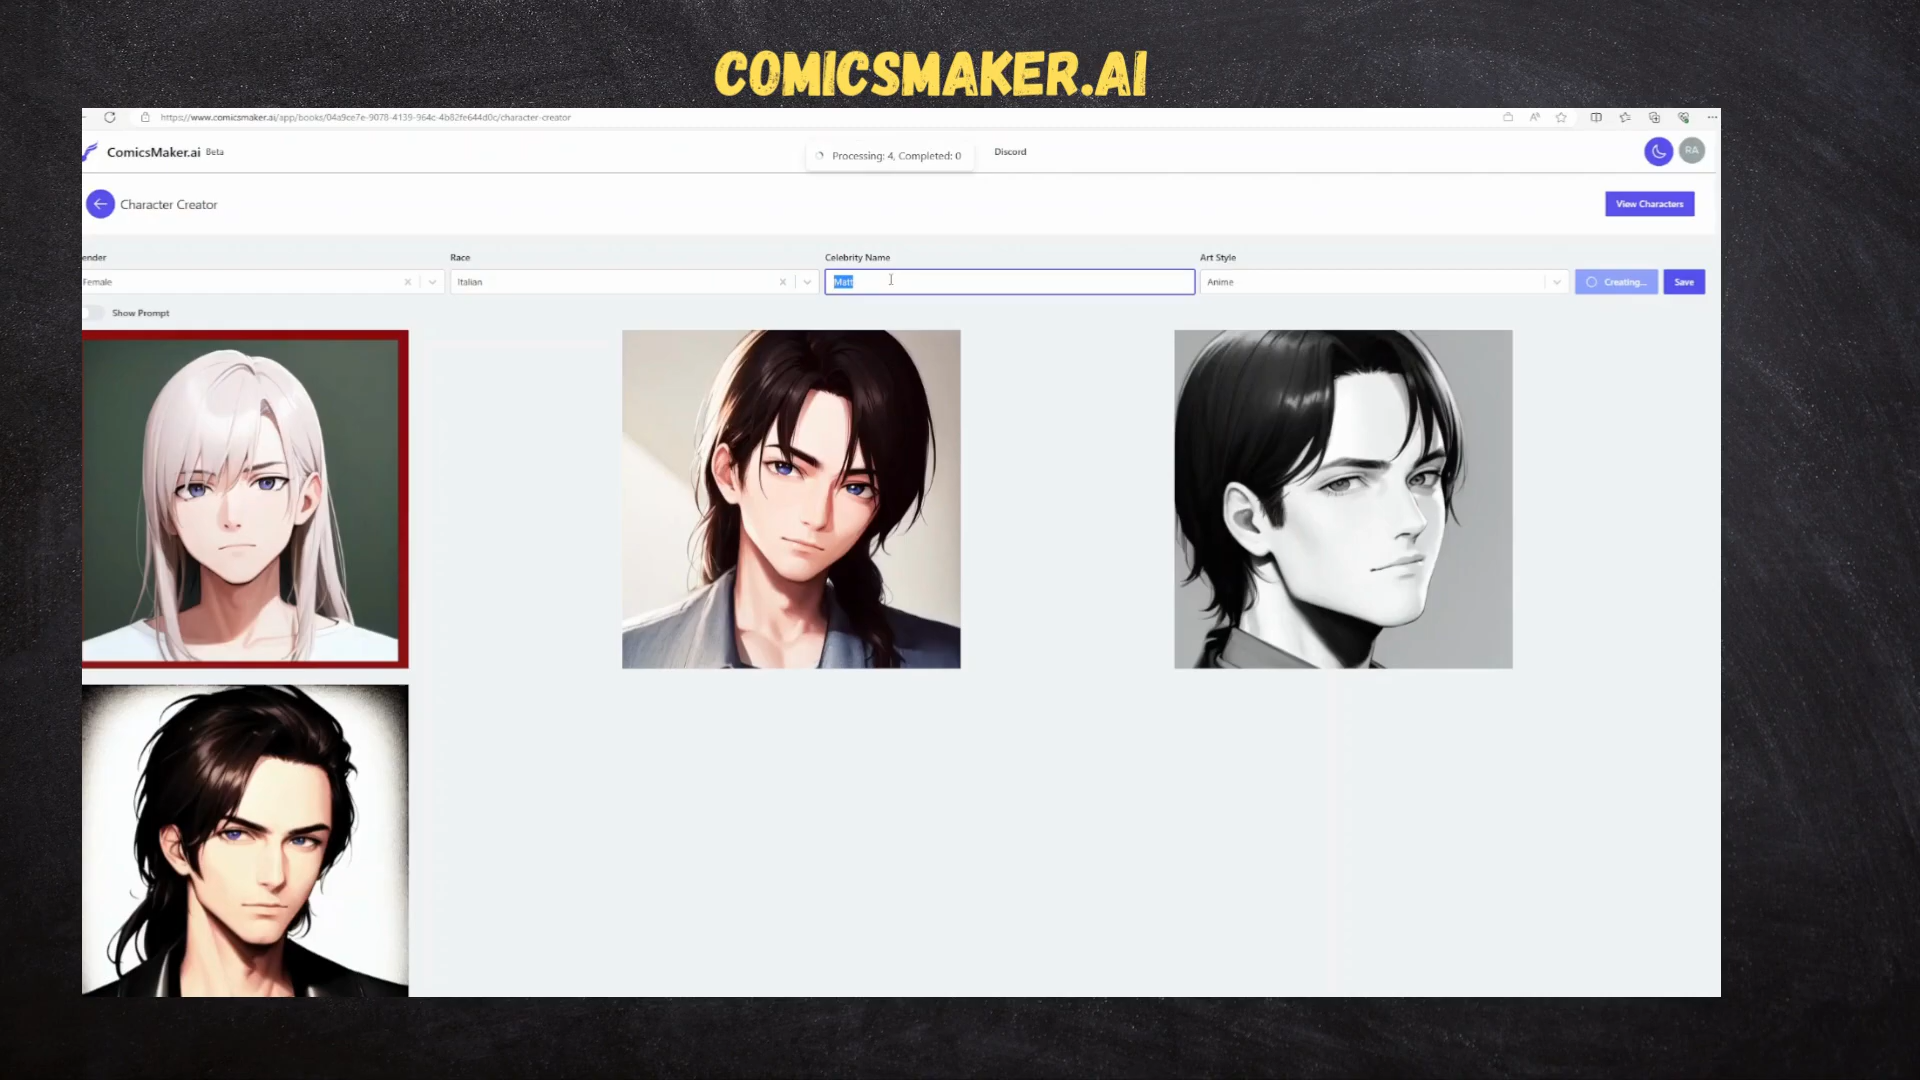 COMICSMAKER.AI
https://www.comicsmaker.ai/app/books/04a9ce7e-9078-4139-964c-4b82fe644d0c/character-creator
ComicsMaker.ai Beta
Processing: 4, Completed: 0
Discord
RA
Character Creator
View Characters
ender
Race
Celebrity Name
Art Style
Female
Italian
Matt
Anime
Creating...
Save
Show Prompt